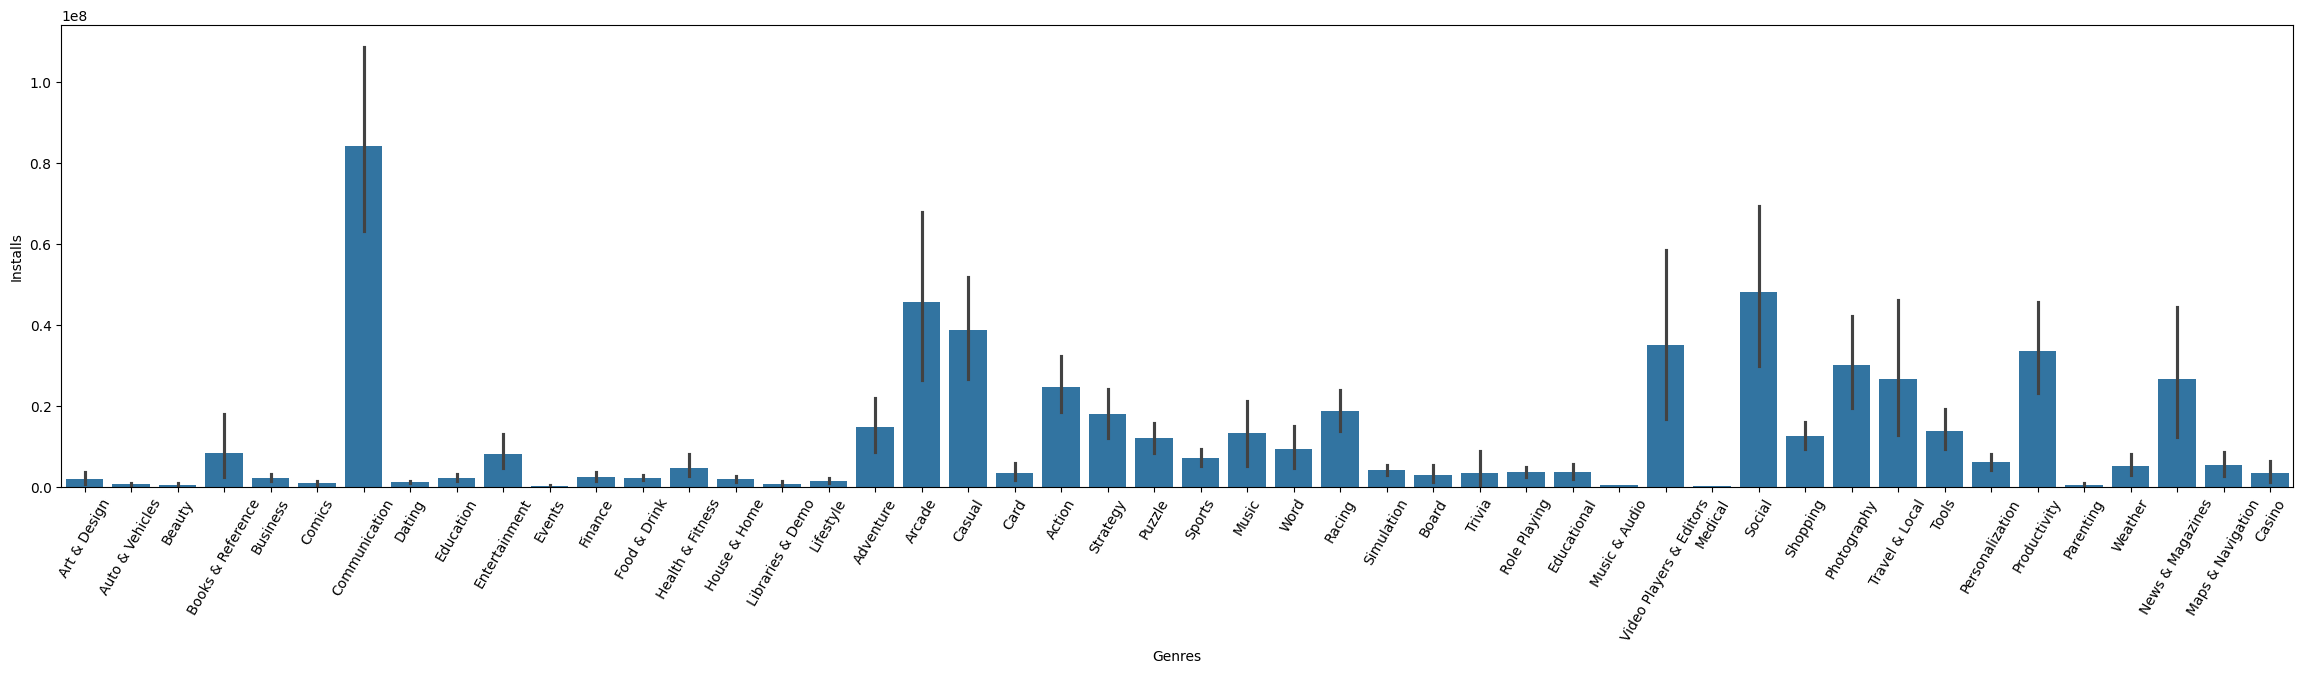 1e8
1.0
0.8
0.6
0.4
0.2
0.0
Installs
Art & Design
Auto & Vehicles
Beauty
Books & Reference
Business
Comics
Communication
Dating
Education
Entertainment
Events
Finance
Food & Drink
Health & Fitness
House & Home
Libraries & Demo
Lifestyle
Adventure
Arcade
Casual
Card
Action
Strategy
Puzzle
Sports
Music
Word
Racing
Simulation
Board
Trivia
Role Playing
Educational
Music & Audio
Video Players & Editors
Medical
Social
Shopping
Photography
Travel & Local
Tools
Personalization
Productivity
Parenting
Weather
News & Magazines
Maps & Navigation
Casino
Genres